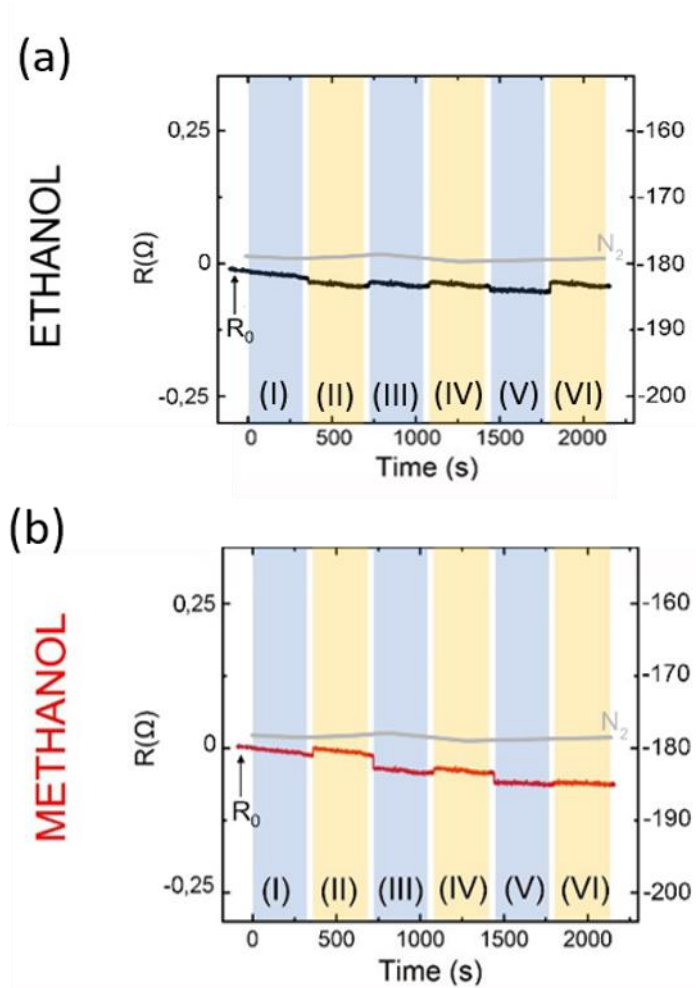 (a)
ETHANOL
R(Ω)
0,25
0
-0,25
-160
-170
-180
-190
-200
N₂
R₀
(I) (II) (III) (IV) (V) (VI)
0 500 1000 1500 2000
Time (s)
(b)
METHANOL
R(Ω)
0,25
0
-0,25
-160
-170
-180
-190
-200
N₂
R₀
(I) (II) (III) (IV) (V) (VI)
0 500 1000 1500 2000
Time (s)